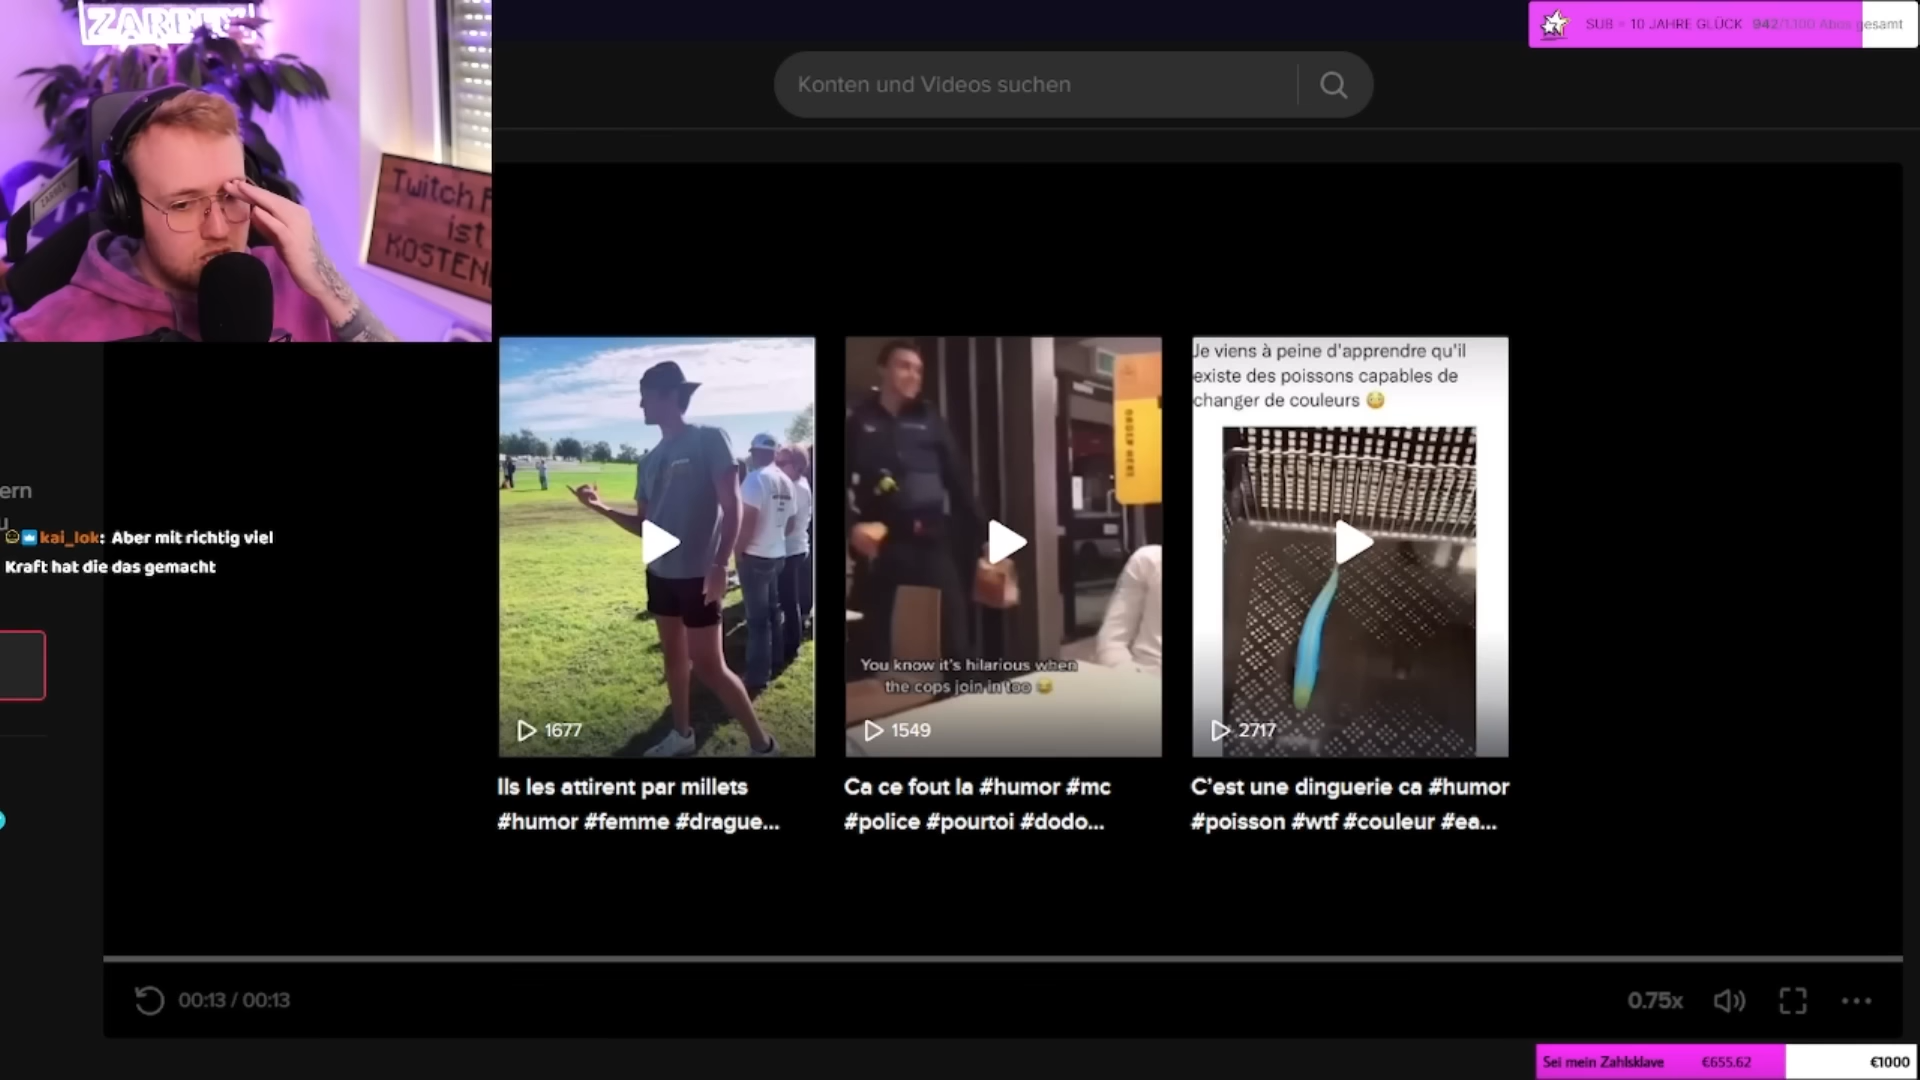 ZARBEX
SUB = 10 JAHRE GLÜCK 942/1.100 Abos gesamt
Konten und Videos suchen
Twitch
ist
KOSTEN
Je viens à peine d'apprendre qu'il
existe des poissons capables de
changer de couleurs 😳
ern
u
kai_lok: Aber mit richtig viel
Kraft hat die das gemacht
You know it's hilarious when
the cops join in too 😂
1677
1549
2717
Ils les attirent par millets
#humor #femme #drague...
Ca ce fout la #humor #mc
#police #pourtoi #dodo...
C'est une dinguerie ca #humor
#poisson #wtf #couleur #ea...
00:13 / 00:13
0.75x
Sei mein Zahlsklave €655.62 €1000